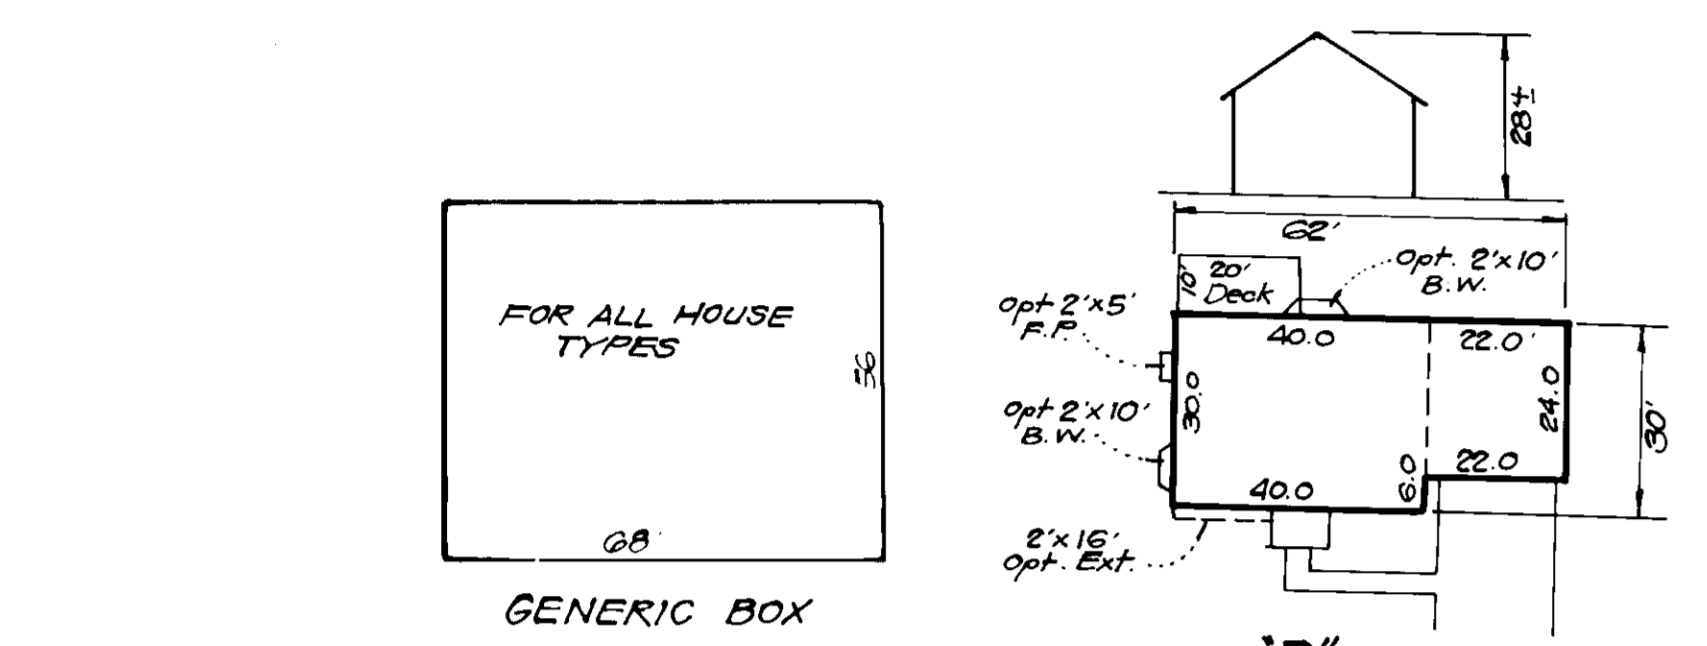 FOR ALL HOUSE
TYPES
56
68'
GENERIC BOX
28±
62'
10'
20'
Deck
Opt. 2'x10'
B.W.
Opt 2'x5'
F.P.
40.0
22.0'
30.0
24.0
30'
Opt 2'x10'
B.W.
22.0
6.0
40.0
2'x16'
Opt. Ext.